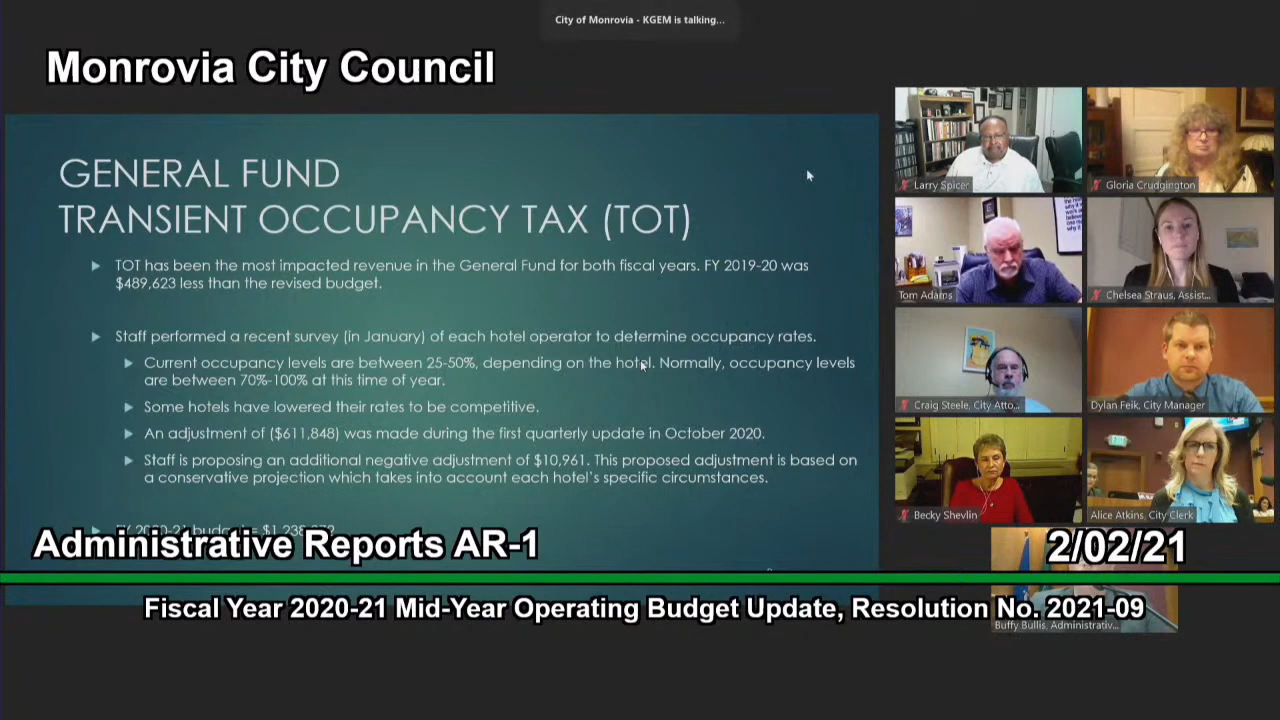 City of Monrovia - KGEM is talking...
Monrovia City Council
GENERAL FUND
TRANSIENT OCCUPANCY TAX (TOT)
TOT has been the most impacted revenue in the General Fund for both fiscal years. FY 2019-20 was
$489,623 less than the revised budget.
Staff performed a recent survey (in January) of each hotel operator to determine occupancy rates.
Current occupancy levels are between 25-50%, depending on the hotel. Normally, occupancy levels
are between 70%-100% at this time of year.
Some hotels have lowered their rates to be competitive.
An adjustment of ($611,848) was made during the first quarterly update in October 2020.
Staff is proposing an additional negative adjustment of $10,961. This proposed adjustment is based on
a conservative projection which takes into account each hotel's specific circumstances.
Larry Spicer
Gloria Crudgington
Tom Adams
Chelsea Straus, Assist...
Craig Steele, City Atto...
Dylan Feik, City Manager
Becky Shevlin
Alice Atkins, City Clerk
Administrative Reports AR-1
2/02/21
Fiscal Year 2020-21 Mid-Year Operating Budget Update, Resolution No. 2021-09
Buffy Bullis, Administrativ...